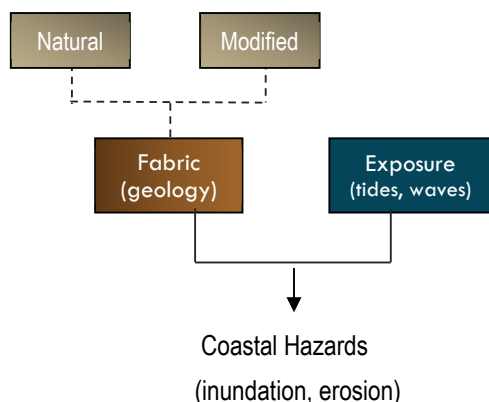 Natural
Modified
Fabric
(geology)
Exposure
(tides, waves)
Coastal Hazards
(inundation, erosion)